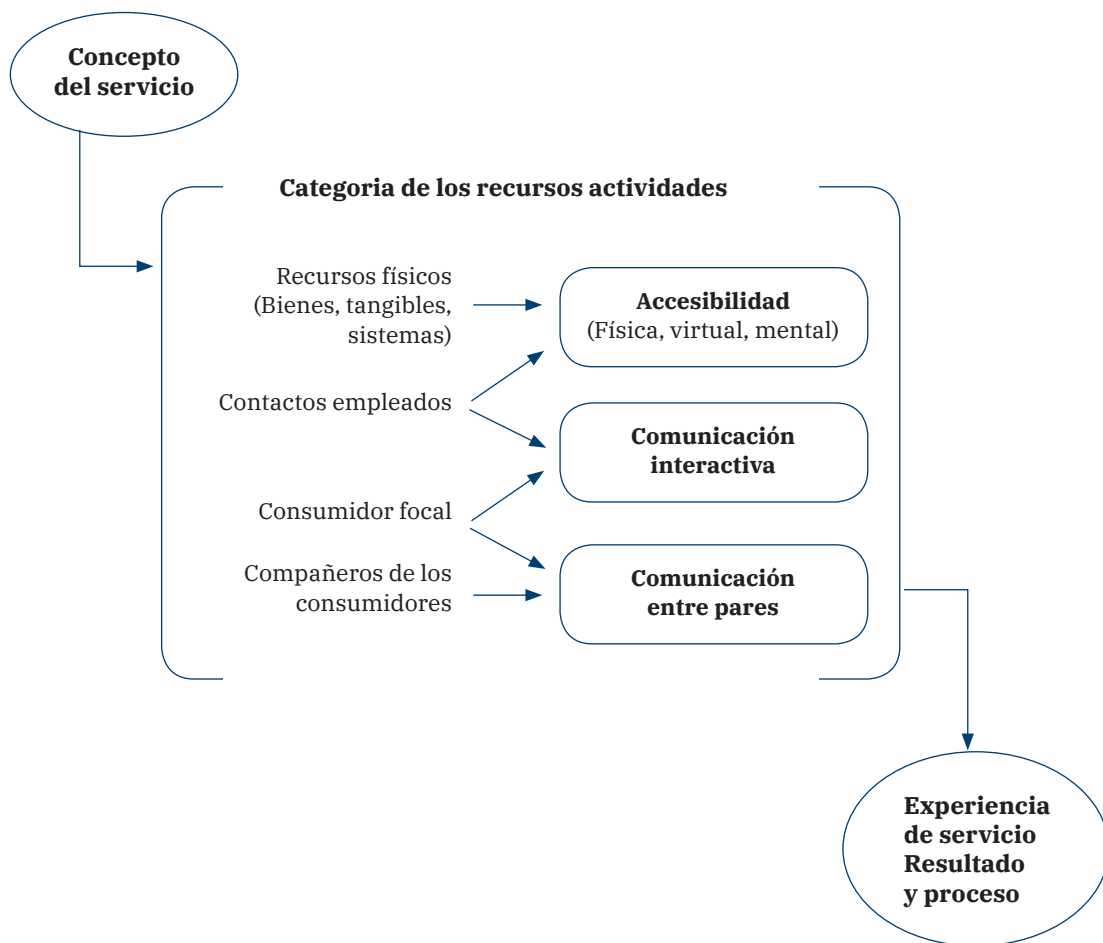 Concepto
del servicio
Categoria de los recursos actividades
Recursos físicos
(Bienes, tangibles,
sistemas)
Accesibilidad
(Física, virtual, mental)
Contactos empleados
Comunicación
interactiva
Consumidor focal
Compañeros de los
consumidores
Comunicación
entre pares
Experiencia
de servicio
Resultado
y proceso